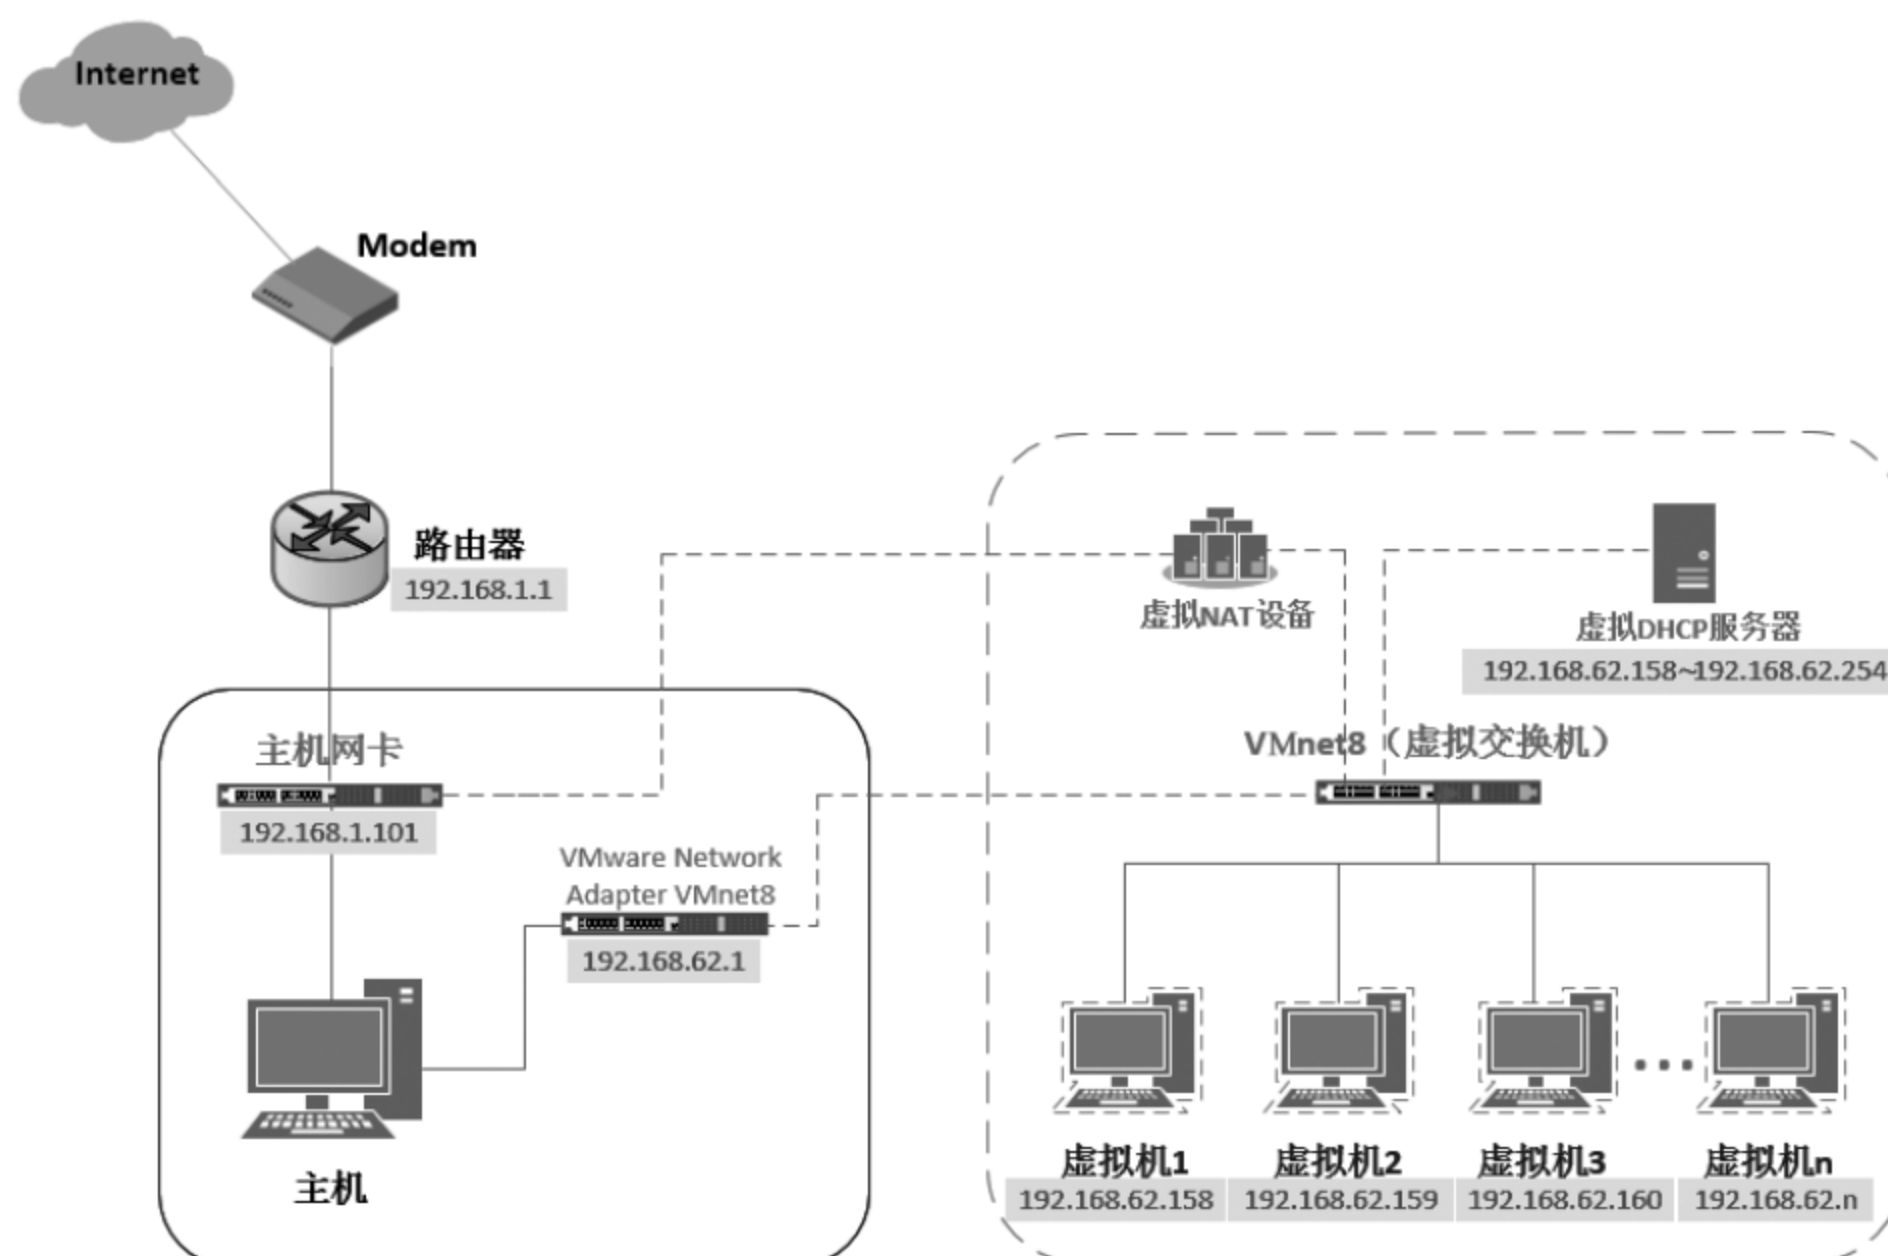 Internet
Modem
路由器
192.168.1.1
虚拟NAT设备
虚拟DHCP服务器
192.168.62.158~192.168.62.254
主机网卡
192.168.1.101
VMnet8（虚拟交换机）
VMware Network
Adapter VMnet8
192.168.62.1
主机
虚拟机1
192.168.62.158
虚拟机2
192.168.62.159
虚拟机3
192.168.62.160
虚拟机n
192.168.62.n